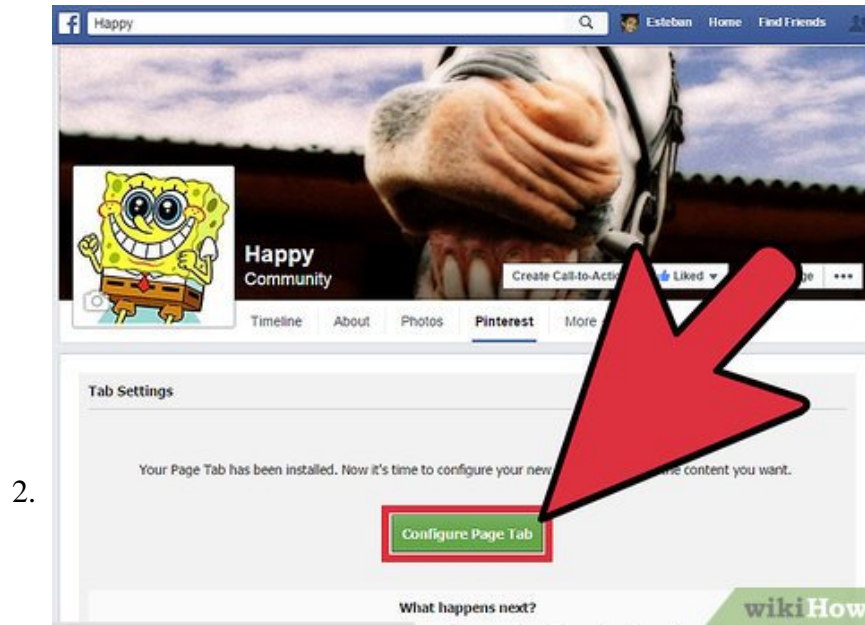 f Happy Esteban Home Find Friends
Happy
Community
Create Call-to-Actio Liked
Timeline About Photos Pinterest More
Tab Settings
Your Page Tab has been installed. Now it's time to configure your new content you want.
2.
Configure Page Tab
What happens next?
wikiHow